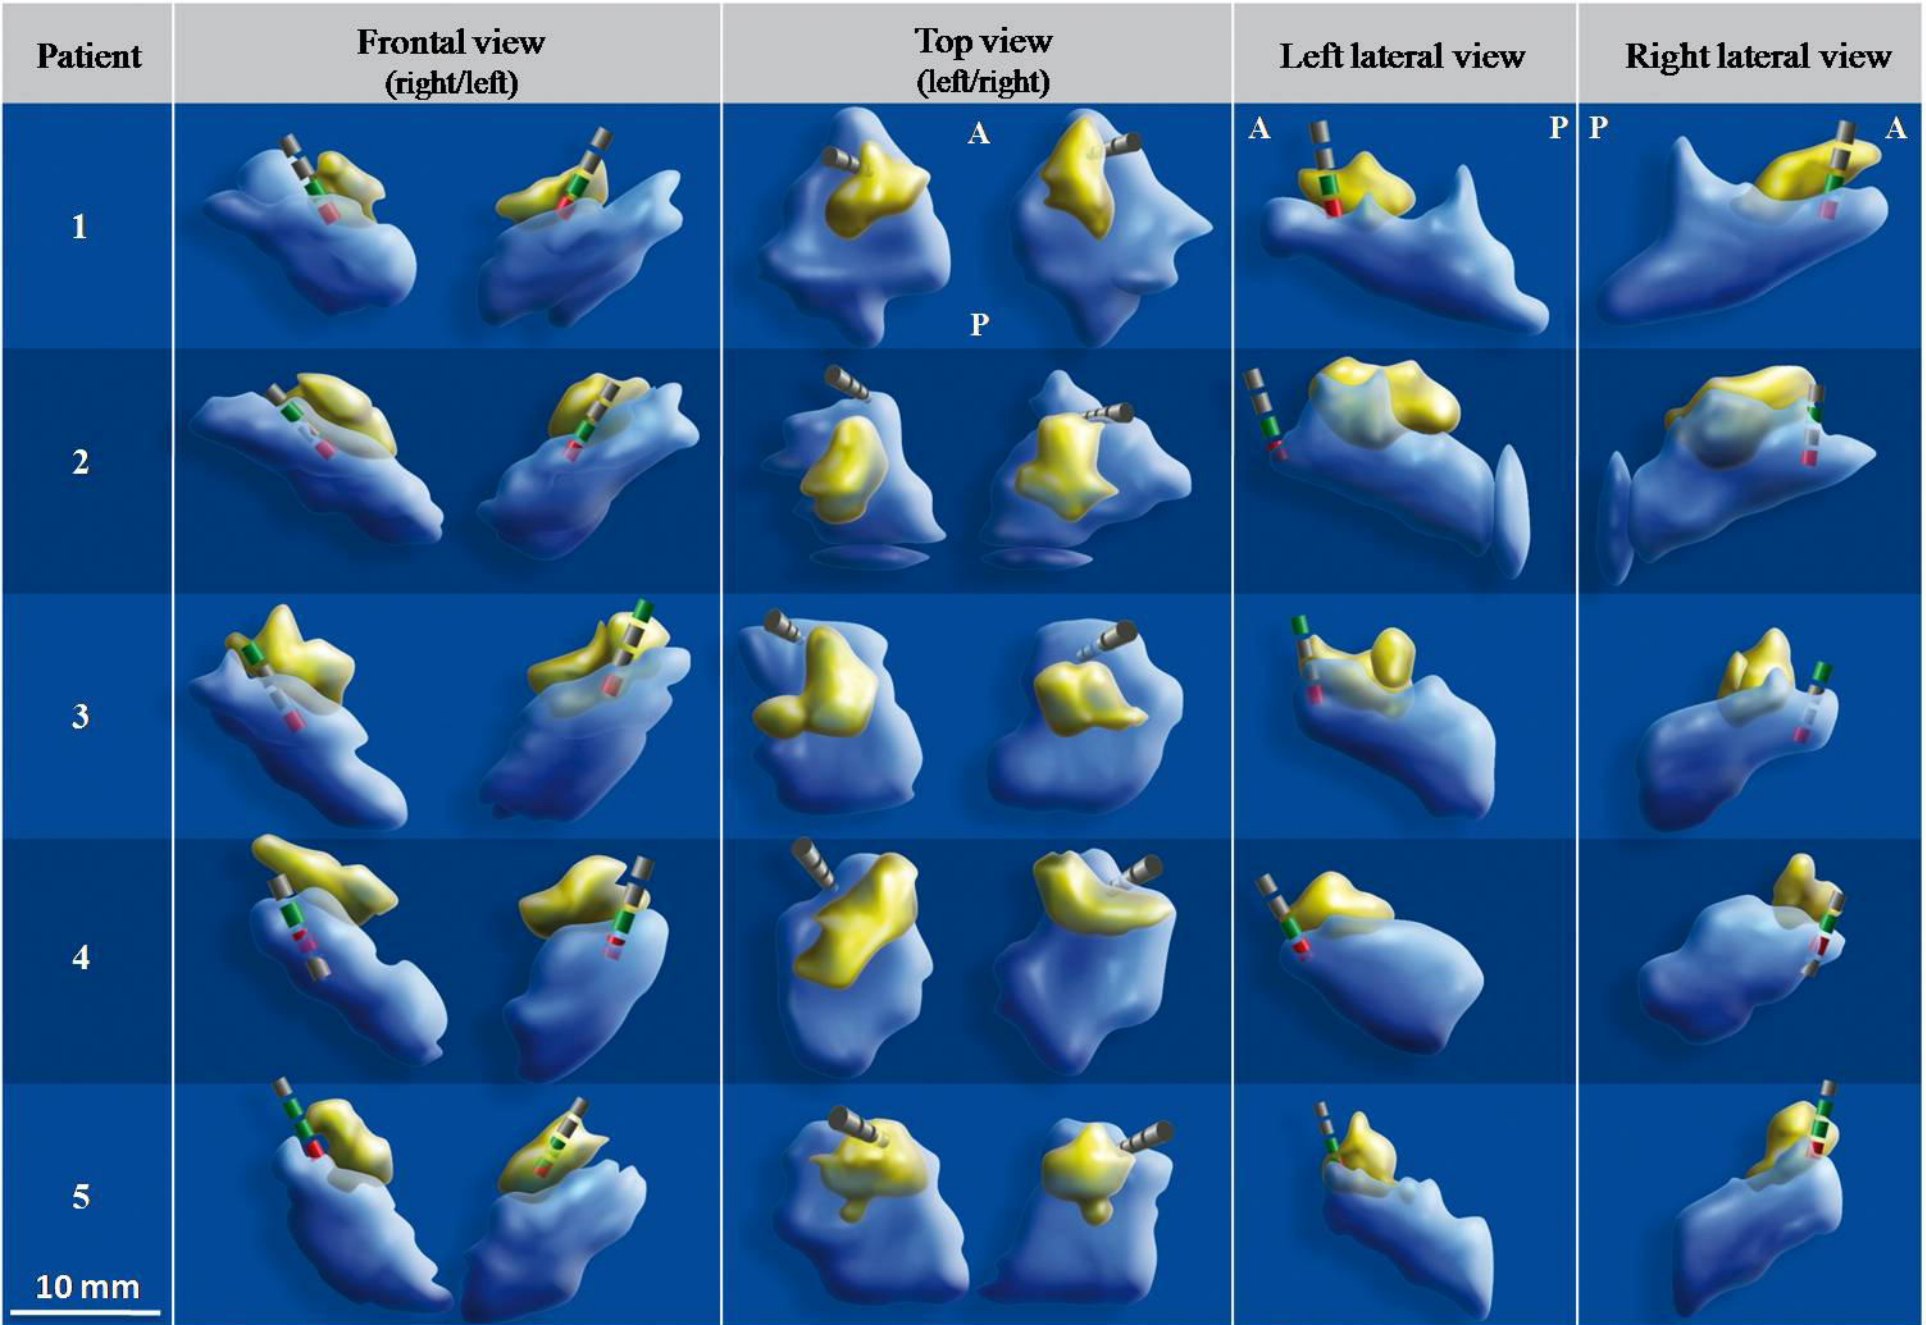 Patient
Frontal view
(right/left)
Top view
(left/right)
Left lateral view
Right lateral view
A
A
P
P
A
1
P
2
3
4
5
10 mm